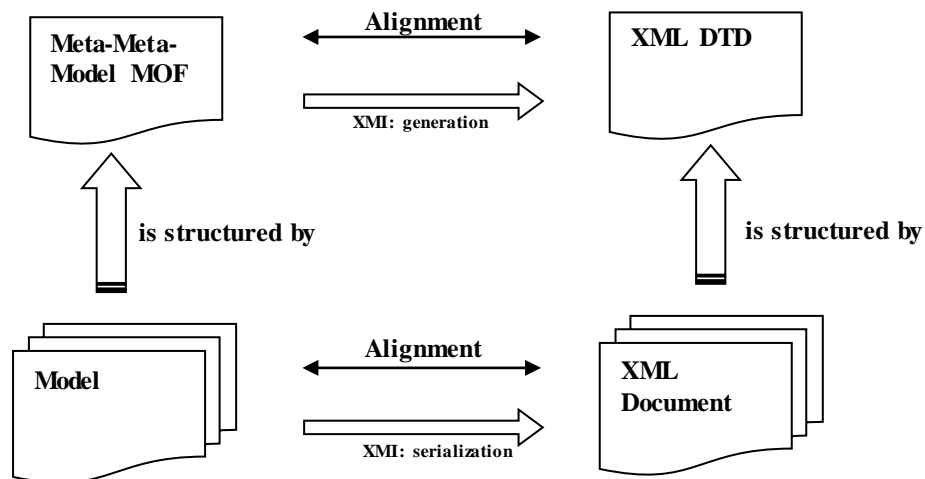 Meta-Meta-
Model MOF
Alignment
XML DTD
XMI: generation
is structured by
is structured by
Model
Alignment
XML
Document
XMI: serialization